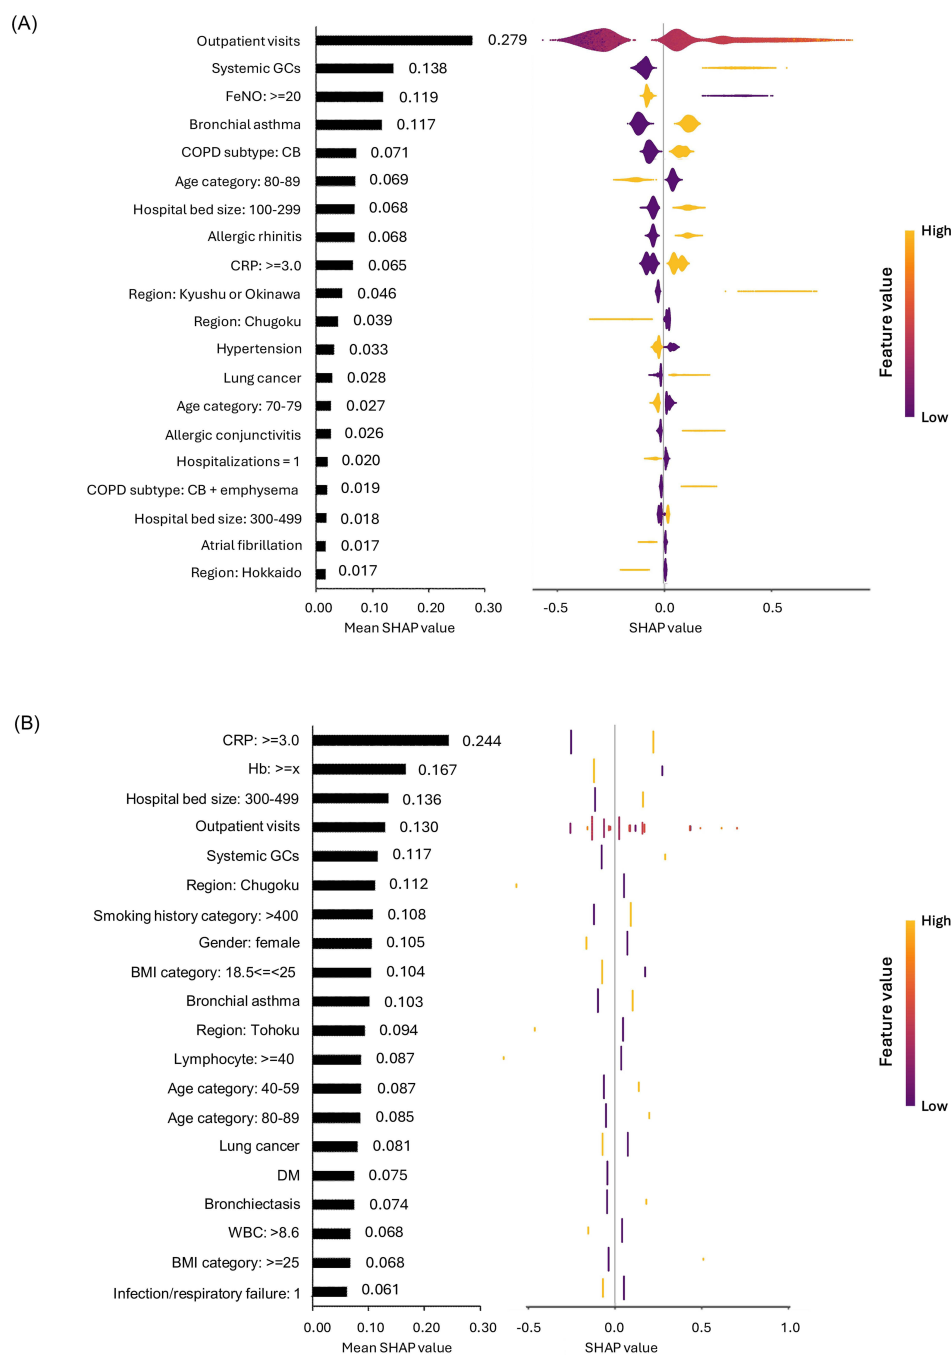 (A)
Outpatient visits 0.279
Systemic GCs 0.138
FeNO: >=20 0.119
Bronchial asthma 0.117
COPD subtype: CB 0.071
Age category: 80-89 0.069
Hospital bed size: 100-299 0.068
Allergic rhinitis 0.068
CRP: >=3.0 0.065
Region: Kyushu or Okinawa 0.046
Region: Chugoku 0.039
Hypertension 0.033
Lung cancer 0.028
Age category: 70-79 0.027
Allergic conjunctivitis 0.026
Hospitalizations = 1 0.020
COPD subtype: CB + emphysema 0.019
Hospital bed size: 300-499 0.018
Atrial fibrillation 0.017
Region: Hokkaido 0.017
0.00 0.10 0.20 0.30
Mean SHAP value
-0.5 0.0 0.5
SHAP value
High
Feature value
Low
(B)
CRP: >=3.0 0.244
Hb: >=x 0.167
Hospital bed size: 300-499 0.136
Outpatient visits 0.130
Systemic GCs 0.117
Region: Chugoku 0.112
Smoking history category: >400 0.108
Gender: female 0.105
BMI category: 18.5<=<25 0.104
Bronchial asthma 0.103
Region: Tohoku 0.094
Lymphocyte: >=40 0.087
Age category: 40-59 0.087
Age category: 80-89 0.085
Lung cancer 0.081
DM 0.075
Bronchiectasis 0.074
WBC: >8.6 0.068
BMI category: >=25 0.068
Infection/respiratory failure: 1 0.061
0.00 0.10 0.20 0.30
Mean SHAP value
-0.5 0.0 0.5 1.0
SHAP value
High
Feature value
Low